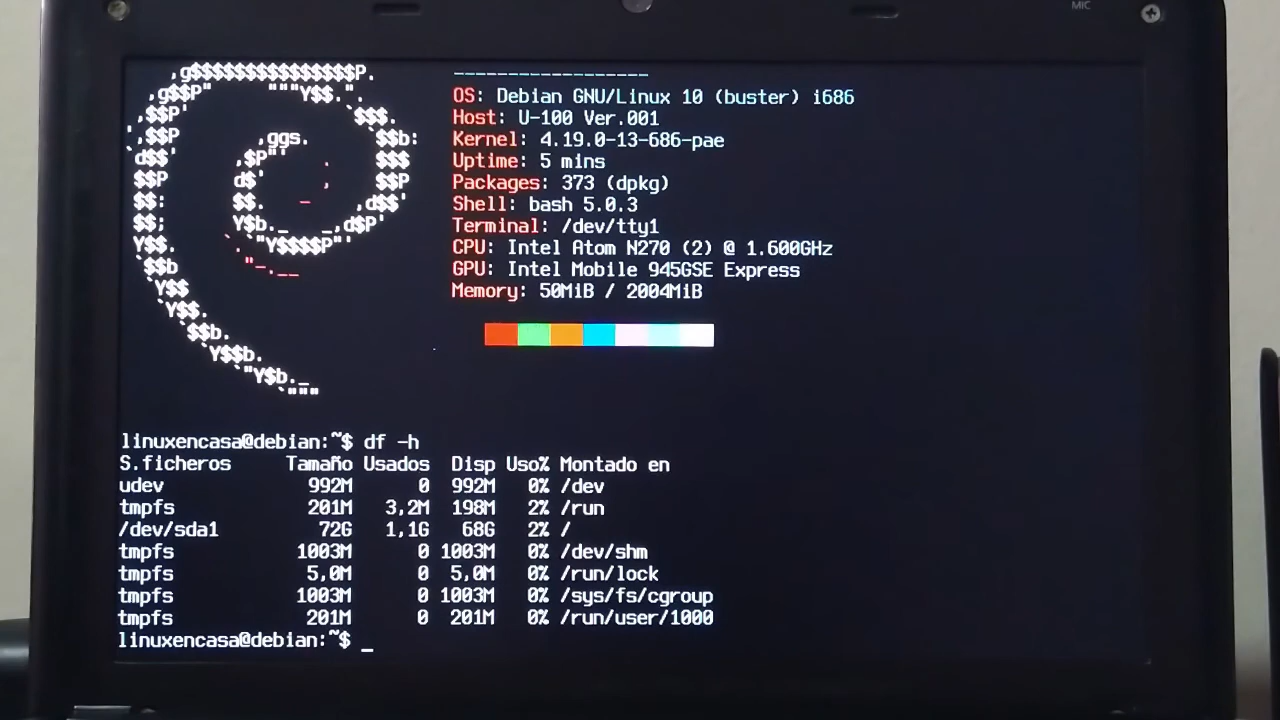 MIC
------------------
OS: Debian GNU/Linux 10 (buster) i686
Host: U-100 Ver.001
Kernel: 4.19.0-13-686-pae
Uptime: 5 mins
Packages: 373 (dpkg)
Shell: bash 5.0.3
Terminal: /dev/tty1
CPU: Intel Atom N270 (2) @ 1.600GHz
GPU: Intel Mobile 945GSE Express
Memory: 50MiB / 2004MiB
,g$$$$$$$$$$$$$$$P.
,g$$P"     """Y$$.".
,$$P'              `$$$.
',$$P       ,ggs.     `$$b:
`d$$'     ,$P"'   .    $$$
$$P      d$'     ,    $$P
$$:      $$.   -    ,d$$'
$$;      Y$b._   _,d$P'
Y$$.    `.`"Y$$$$P"'
`$$b      "-.__
`Y$$
`Y$$.
`$$b.
`Y$$b.
`"Y$b._
`"""
linuxencasa@debian:~$ df -h
S.ficheros     Tamaño Usados  Disp Uso% Montado en
udev             992M      0  992M   0% /dev
tmpfs            201M   3,2M  198M   2% /run
/dev/sda1         72G   1,1G   68G   2% /
tmpfs           1003M      0 1003M   0% /dev/shm
tmpfs            5,0M      0  5,0M   0% /run/lock
tmpfs           1003M      0 1003M   0% /sys/fs/cgroup
tmpfs            201M      0  201M   0% /run/user/1000
linuxencasa@debian:~$ _